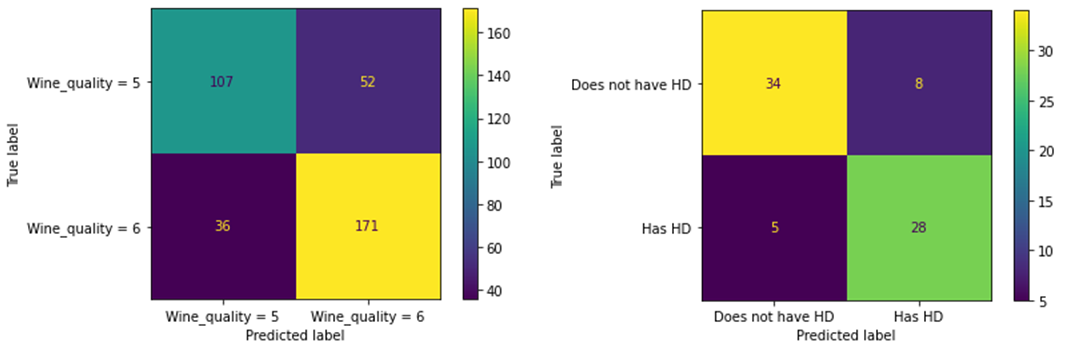 Wine_quality = 5
107
52
Wine_quality = 6
36
171
Wine_quality = 5
Wine_quality = 6
Predicted label
True label
160
140
120
100
80
60
40
Does not have HD
34
8
Has HD
5
28
Does not have HD
Has HD
Predicted label
True label
30
25
20
15
10
5